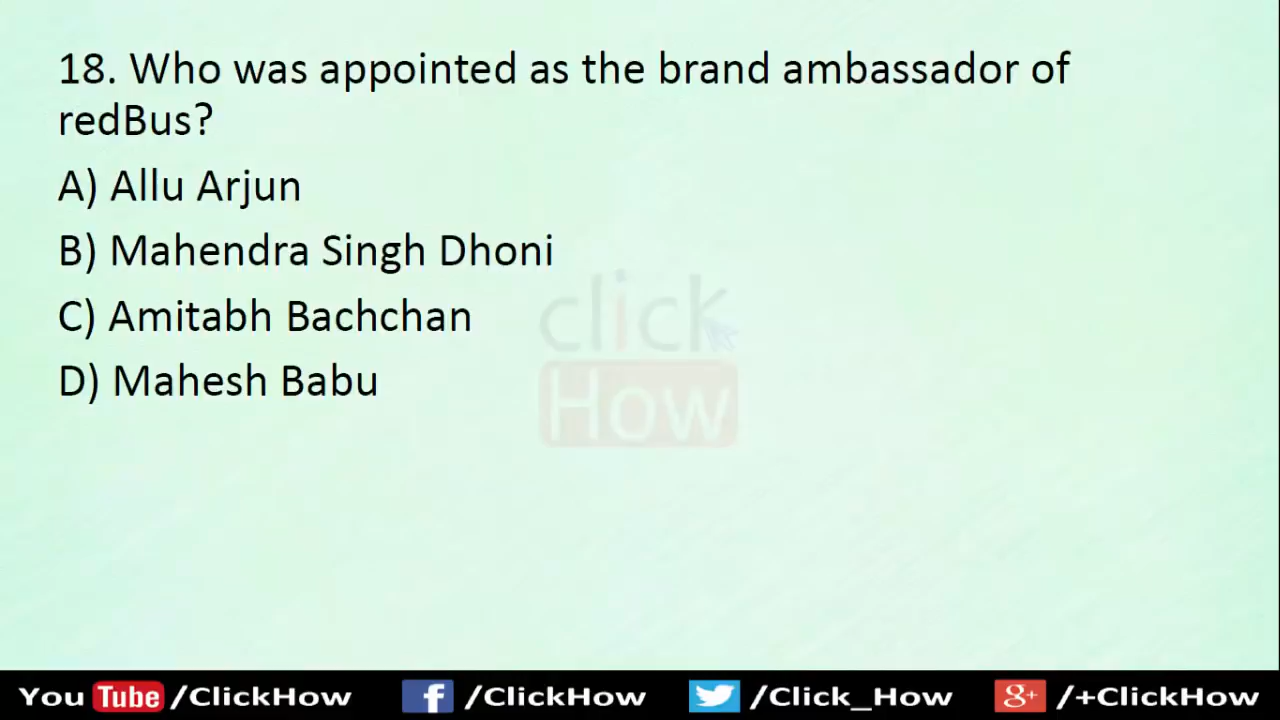 18. Who was appointed as the brand ambassador of
redBus?
A) Allu Arjun
B) Mahendra Singh Dhoni
C) Amitabh Bachchan
D) Mahesh Babu
click
How
You Tube /ClickHow f /ClickHow /Click_How g+ /+ClickHow